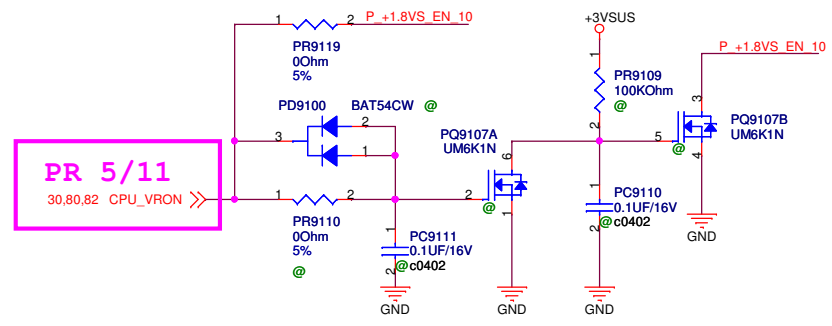 1
2
P_+1.8VS_EN_10
PR9119
0Ohm
5%
+3VSUS
P_+1.8VS_EN_10
1
PR9109
100KOhm
@
2
3
PD9100
BAT54CW
@
2
3
1
PQ9107A
UM6K1N
6
5
@
PQ9107B
UM6K1N
4
GND
PR 5/11
30,80,82 CPU_VRON
1
2
PR9110
0Ohm
5%
@
1
PC9111
0.1UF/16V
@
c0402
2
GND
2
@
1
GND
1
PC9110
0.1UF/16V
@
c0402
2
GND